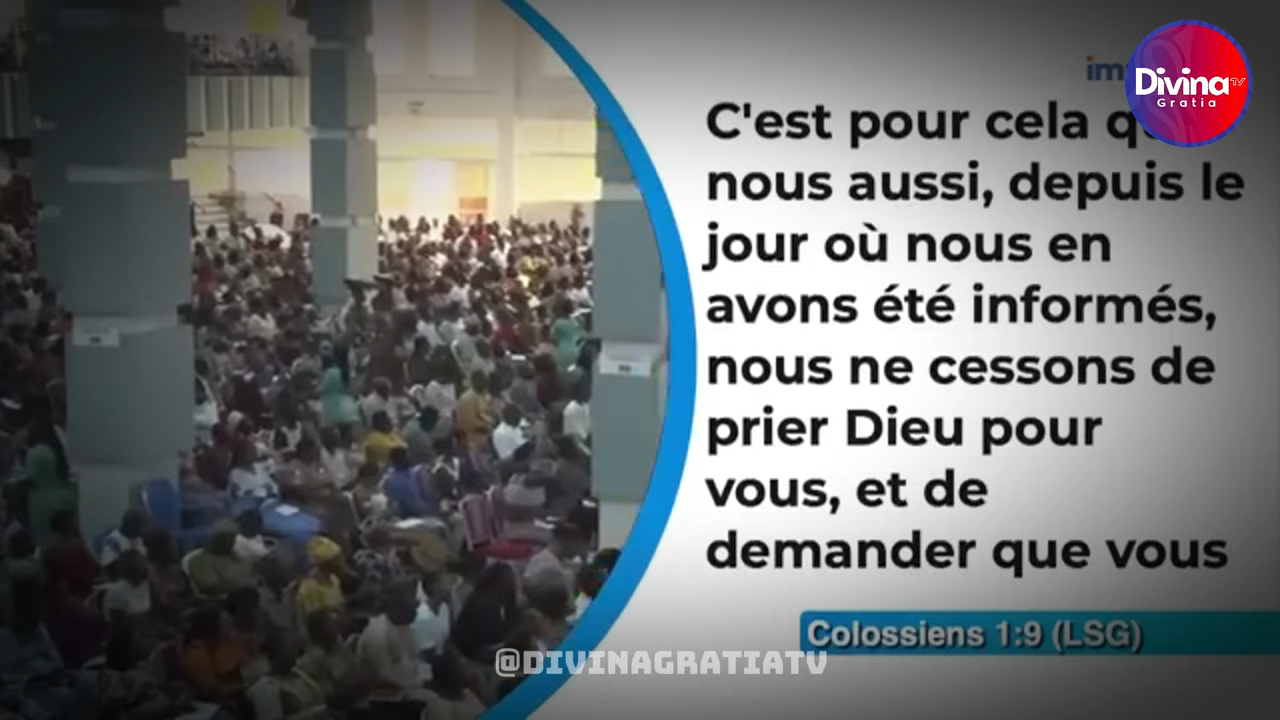 Divina TV
Gratia
C'est pour cela
nous aussi, depuis le
jour où nous en
avons été informés,
nous ne cessons de
prier Dieu pour
vous, et de
demander que vous
Colossiens 1:9 (LSG)
@DIVINAGRATIATV